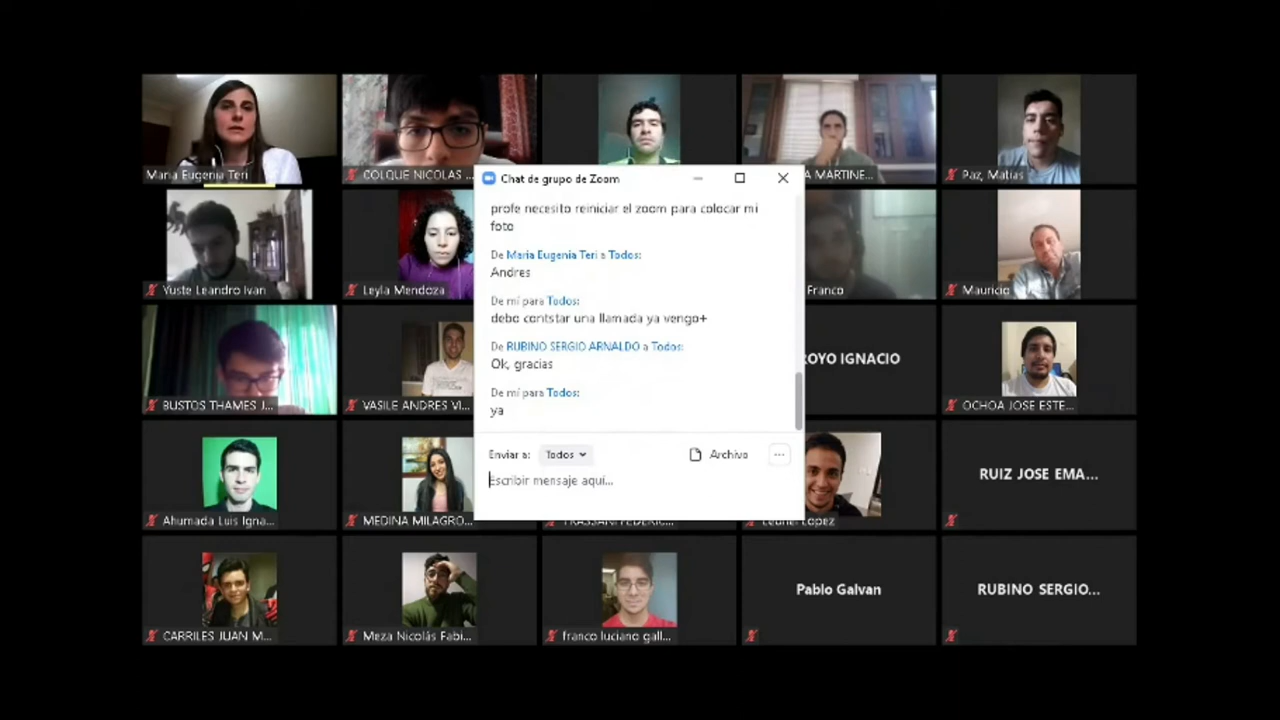 Maria Eugenia Teri
COLQUE NICOLAS ...
A MARTINE...
Paz, Matias
Chat de grupo de Zoom
profe necesito reiniciar el zoom para colocar mi
foto
De Maria Eugenia Teri a Todos:
Andres
De mí para Todos:
debo contstar una llamada ya vengo+
De RUBINO SERGIO ARNALDO a Todos:
Ok, gracias
De mí para Todos:
ya
Enviar a: Todos Archivo ...
Escribir mensaje aquí...
Yuste Leandro Ivan
Leyla Mendoza
Franco
Mauricio
BUSTOS THAMES J...
VASILE ANDRES VI...
ROYO IGNACIO
OCHOA JOSE ESTE...
Ahumada Luis Igna...
MEDINA MILAGRO...
Leonel Lopez
RUIZ JOSE EMA...
CARRILES JUAN M...
Meza Nicolás Fabi...
franco luciano gall...
Pablo Galvan
RUBINO SERGIO...